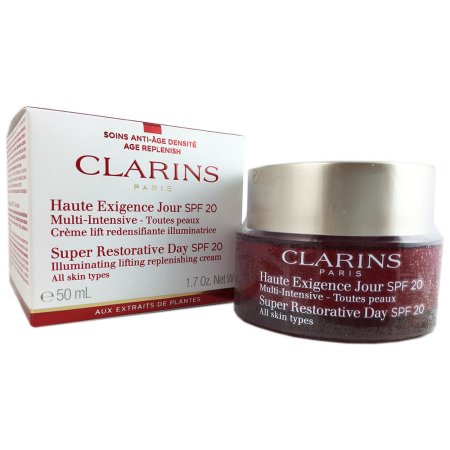 SOINS ANTI-ÂGE DENSITÉ
AGE REPLENISH
CLARINS
PARIS
Haute Exigence Jour SPF 20
Multi-Intensive - Toutes peaux
Crème lift redensifiante illuminatrice
Super Restorative Day SPF 20
Illuminating lifting replenishing cream
All skin types
e 50 mL
1.7 Oz. Net W
AUX EXTRAITS DE PLANTES
CLARINS
PARIS
Haute Exigence Jour SPF 20
Multi-Intensive - Toutes peaux
Super Restorative Day SPF 20
All skin types